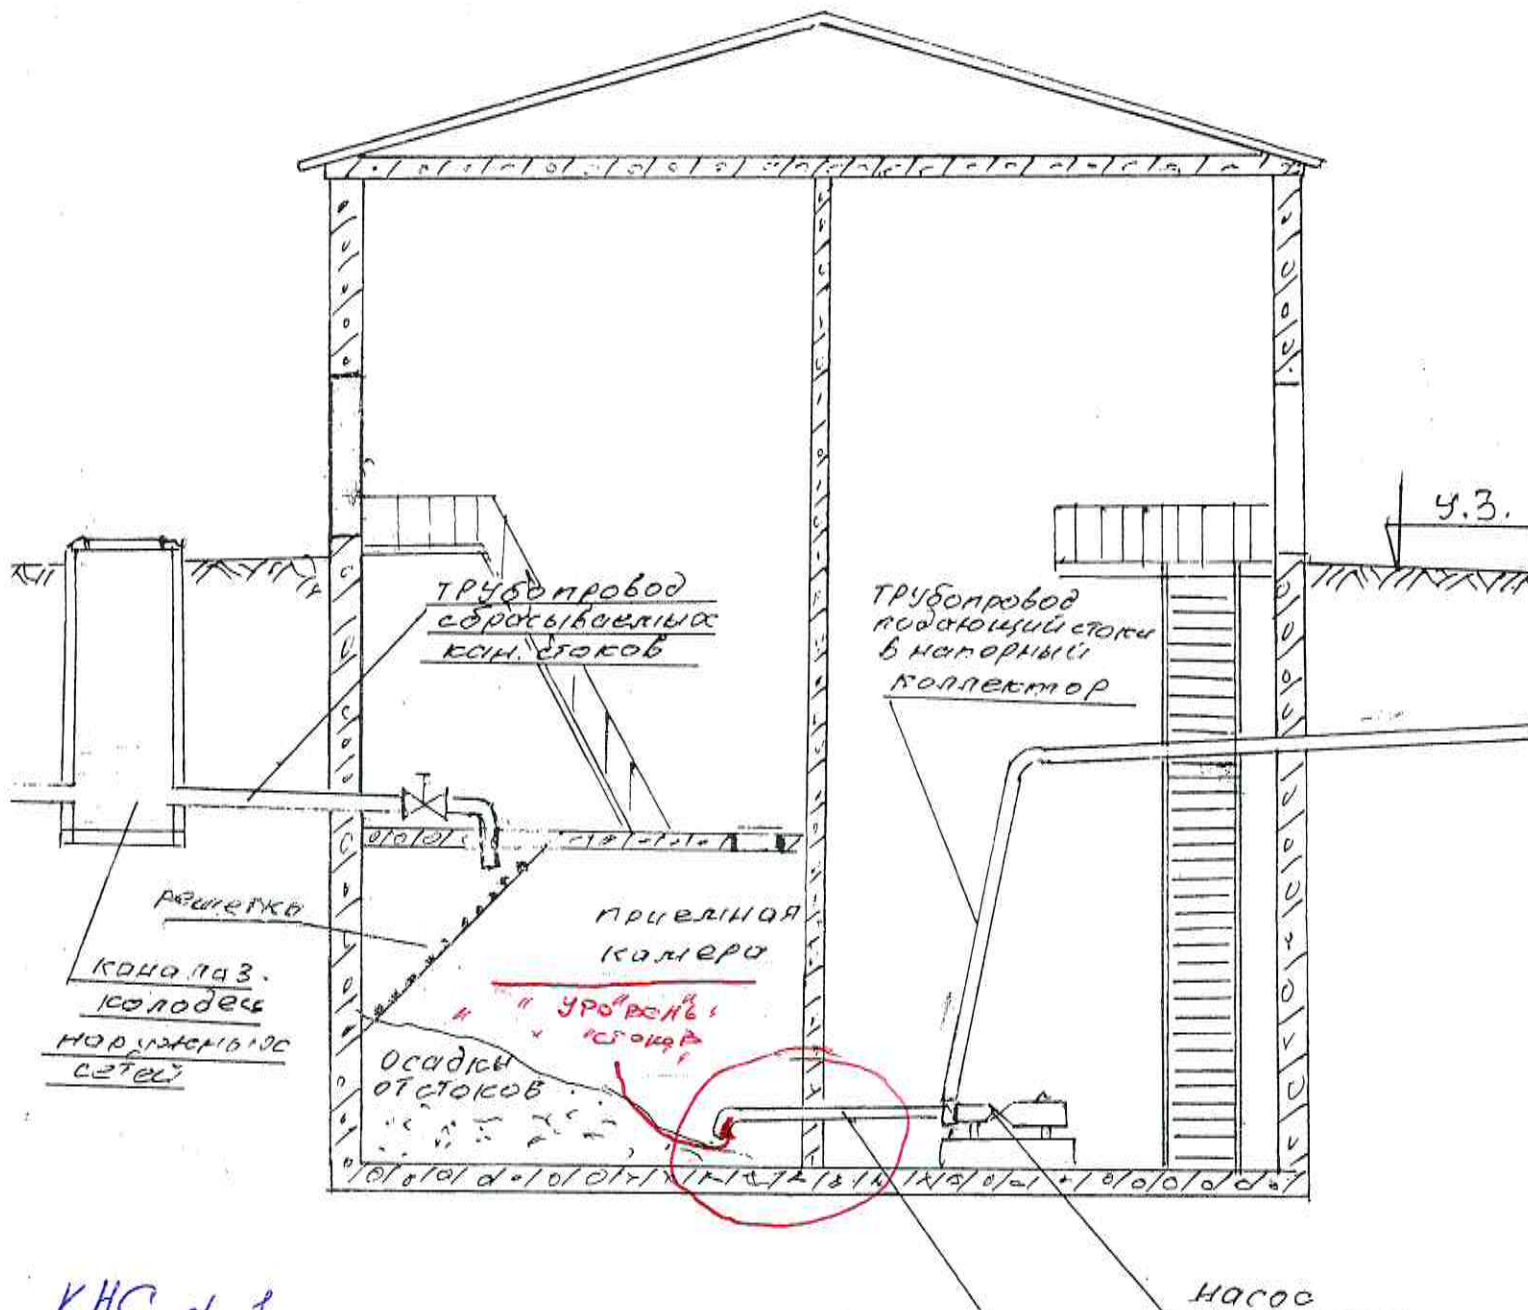 У.З.
трубопровод
сбрасываемых
кан. стоков
трубопровод
подающий стоки
в напорный
коллектор
решетка
приемная
камера
канализ.
колодец
наружных
сетей
уровень
стоков
осадки
от стоков
насос
КНС